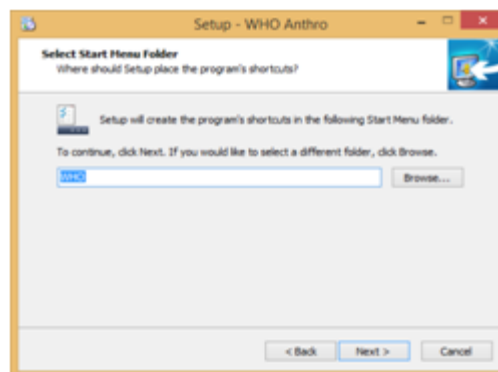 Setup - WHO Anthro
Select Start Menu Folder
Where should Setup place the program's shortcuts?
Setup will create the program's shortcuts in the following Start Menu folder.
To continue, click Next. If you would like to select a different folder, click Browse.
WHO
Browse...
< Back
Next >
Cancel